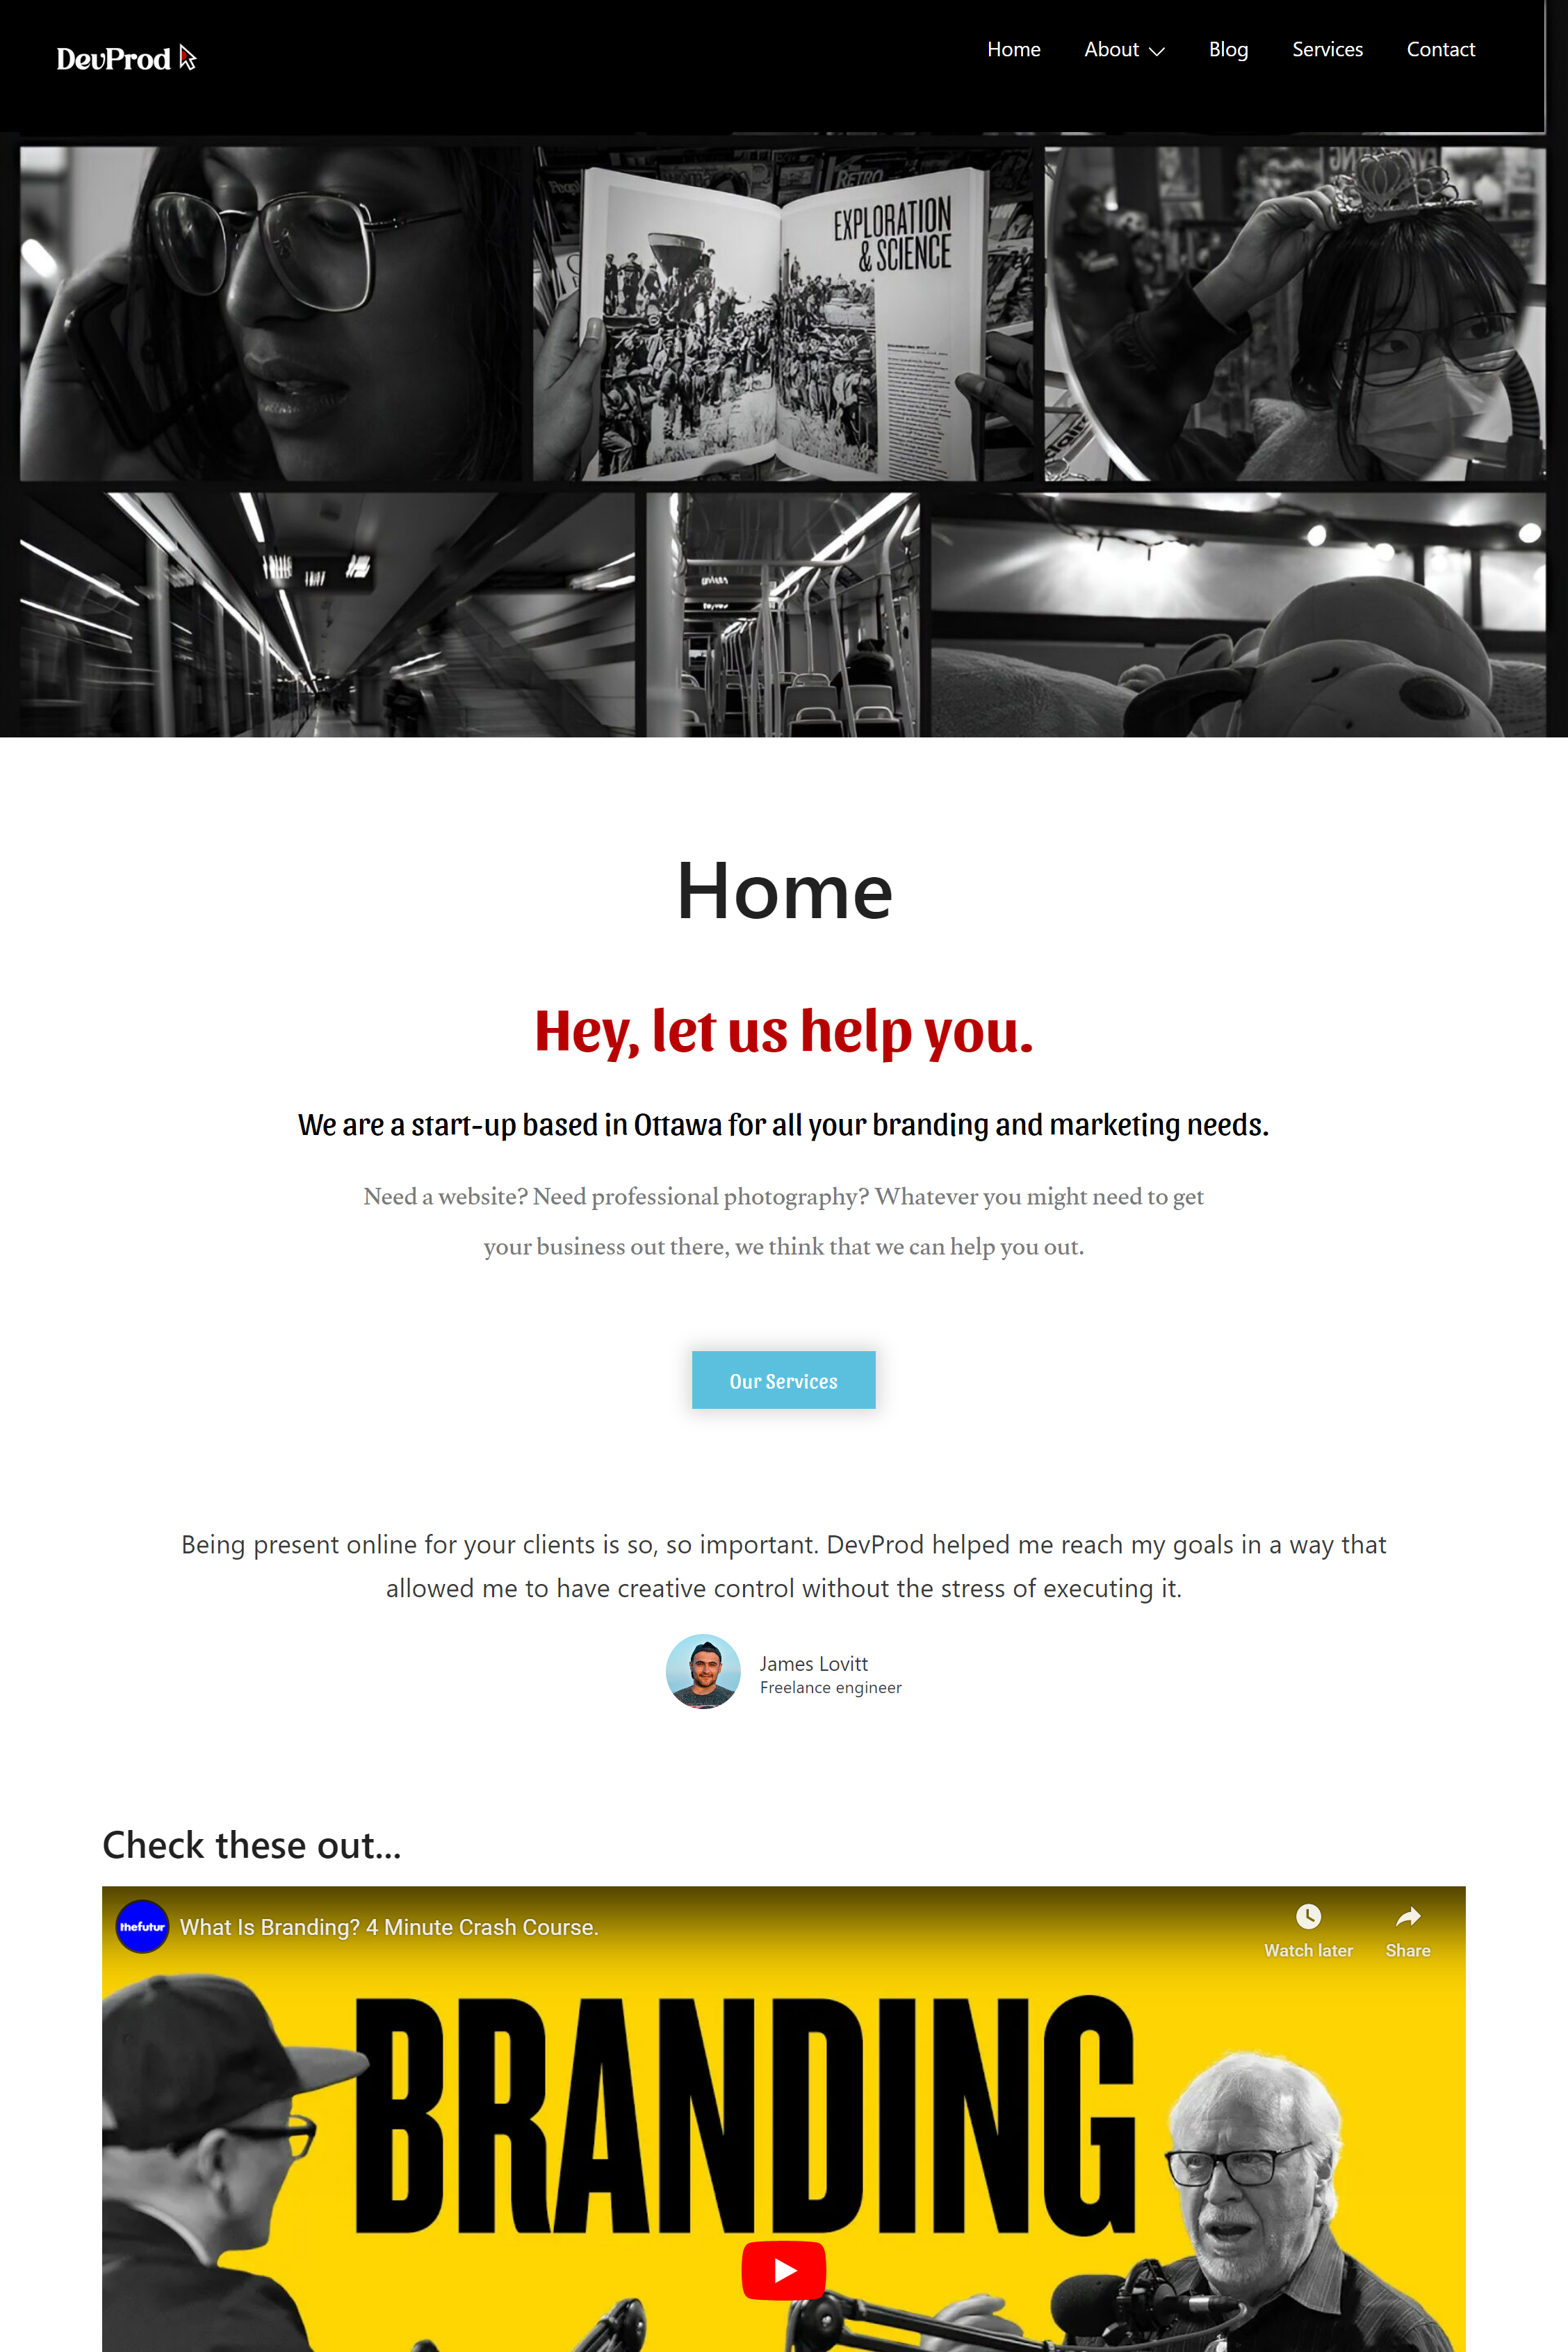 DevProd
Home
About
Blog
Services
Contact
People
RETRO
EXPLORATION
& SCIENCE
Home
Hey, let us help you.
We are a start-up based in Ottawa for all your branding and marketing needs.
Need a website? Need professional photography? Whatever you might need to get
your business out there, we think that we can help you out.
Our Services
Being present online for your clients is so, so important. DevProd helped me reach my goals in a way that
allowed me to have creative control without the stress of executing it.
James Lovitt
Freelance engineer
Check these out...
thefutur
What Is Branding? 4 Minute Crash Course.
Watch later
Share
BRANDING